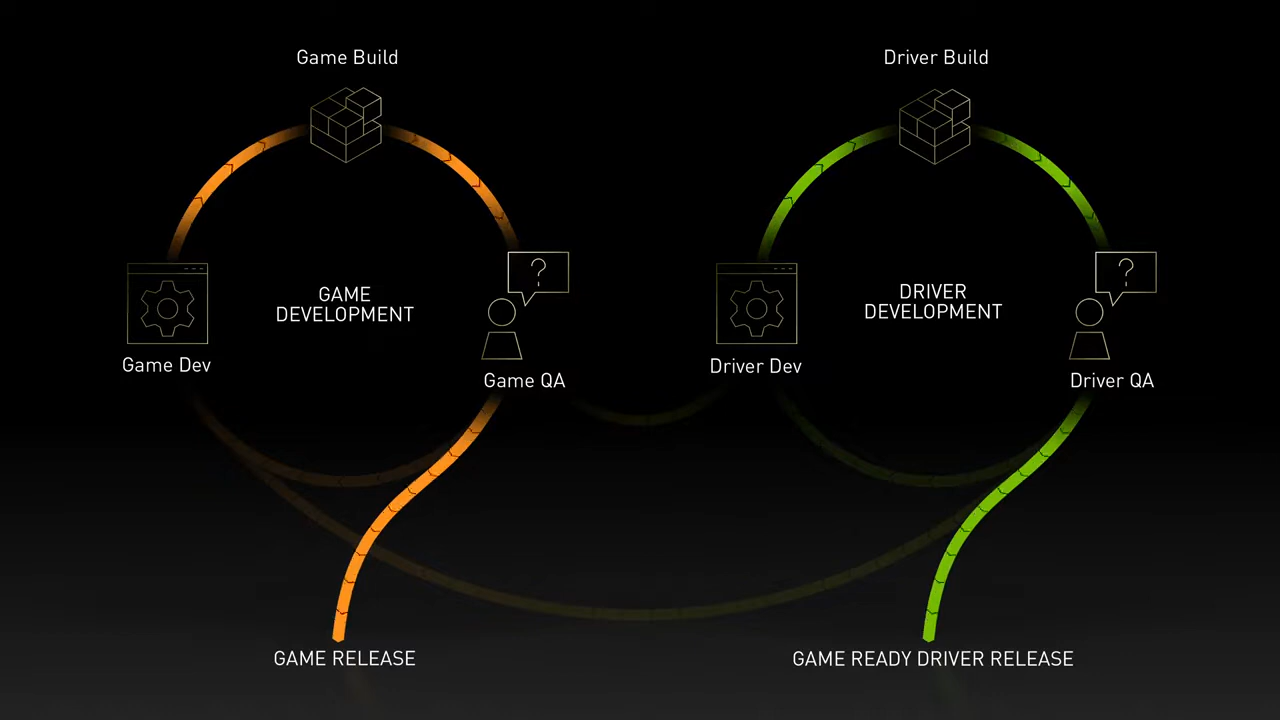 Game Build
Driver Build
?
?
GAME
DEVELOPMENT
DRIVER
DEVELOPMENT
Game Dev
Game QA
Driver Dev
Driver QA
GAME RELEASE
GAME READY DRIVER RELEASE